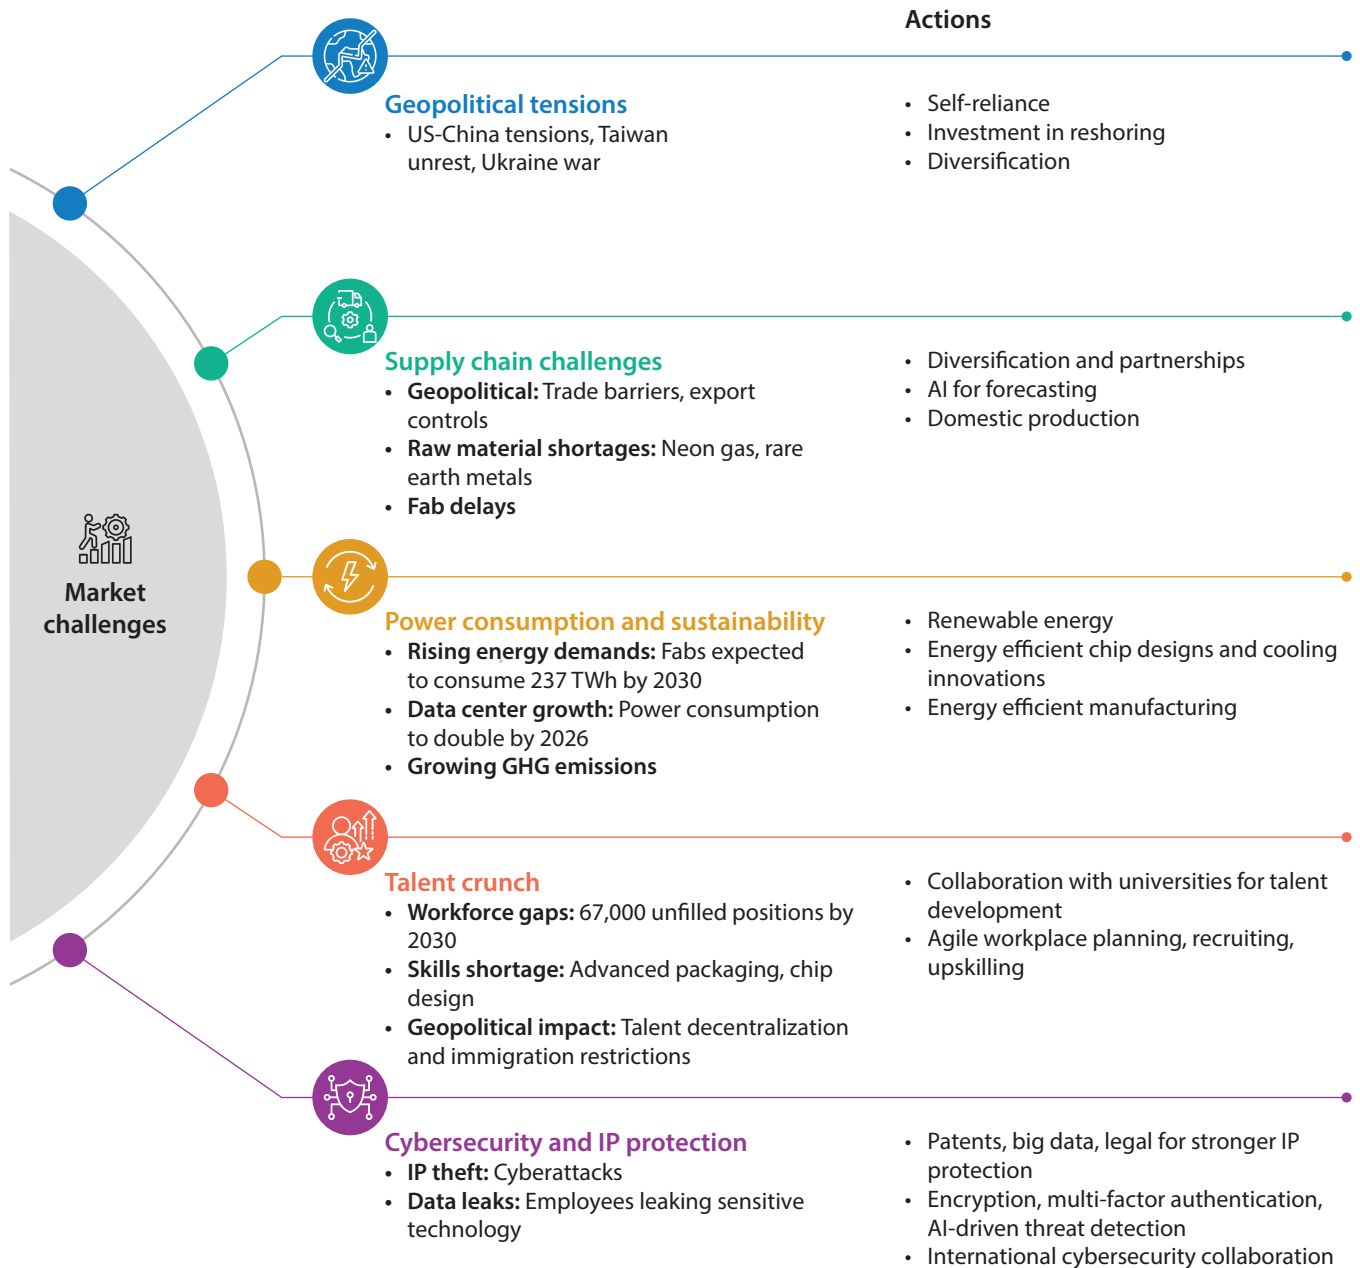 Actions
Geopolitical tensions
• US-China tensions, Taiwan
unrest, Ukraine war
• Self-reliance
• Investment in reshoring
• Diversification
Supply chain challenges
• Geopolitical: Trade barriers, export
controls
• Raw material shortages: Neon gas, rare
earth metals
• Fab delays
• Diversification and partnerships
• AI for forecasting
• Domestic production
Market
challenges
Power consumption and sustainability
• Rising energy demands: Fabs expected
to consume 237 TWh by 2030
• Data center growth: Power consumption
to double by 2026
• Growing GHG emissions
• Renewable energy
• Energy efficient chip designs and cooling
innovations
• Energy efficient manufacturing
Talent crunch
• Workforce gaps: 67,000 unfilled positions by
2030
• Skills shortage: Advanced packaging, chip
design
• Geopolitical impact: Talent decentralization
and immigration restrictions
• Collaboration with universities for talent
development
• Agile workplace planning, recruiting,
upskilling
Cybersecurity and IP protection
• IP theft: Cyberattacks
• Data leaks: Employees leaking sensitive
technology
• Patents, big data, legal for stronger IP
protection
• Encryption, multi-factor authentication,
AI-driven threat detection
• International cybersecurity collaboration